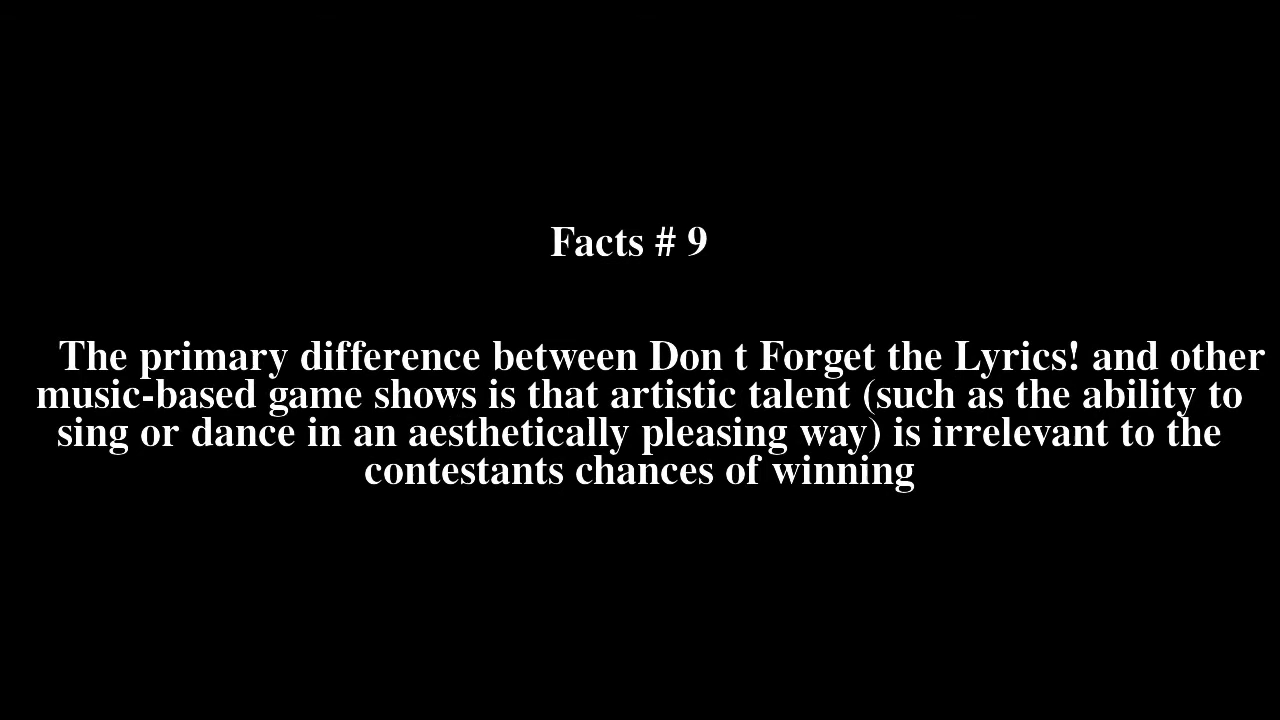 Facts # 9
The primary difference between Don t Forget the Lyrics! and other
music-based game shows is that artistic talent (such as the ability to
sing or dance in an aesthetically pleasing way) is irrelevant to the
contestants chances of winning